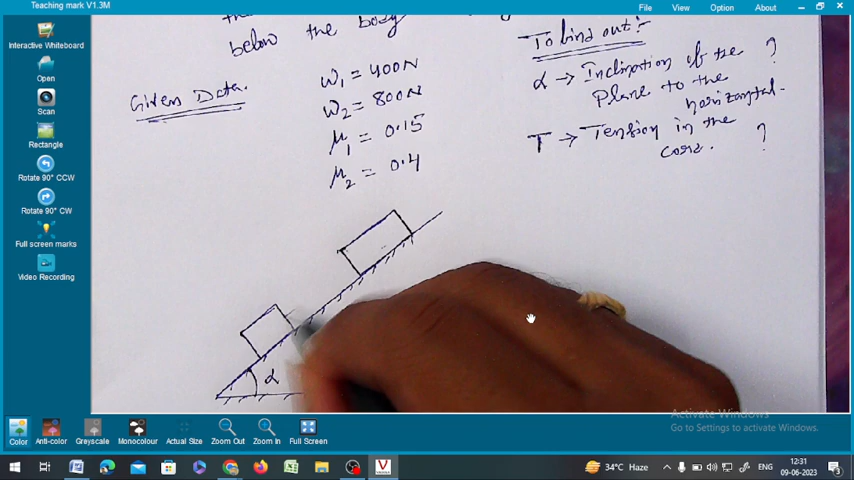 Teaching mark V1.3M
File View Option About
Interactive Whiteboard
Open
Scan
Rectangle
Rotate 90° CCW
Rotate 90° CW
Full screen marks
Video Recording
below the body
Given Data.
W1 = 400N
W2 = 800N
μ1 = 0.15
μ2 = 0.4
To find out:-
α → Inclination of the ?
Plane to the
horizontal.
T → Tension in the
cord. ?
α
Activate Windows
Go to Settings to activate Windows.
Color
Anti-color
Greyscale
Monocolour
Actual Size
Zoom Out
Zoom In
Full Screen
34°C Haze
ENG
12:31
09-06-2023
3